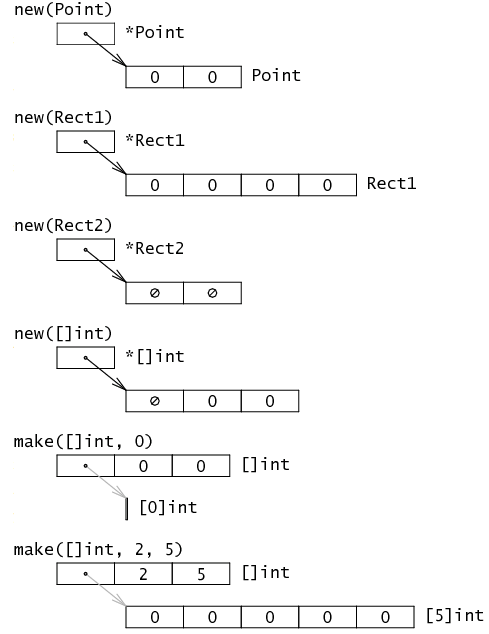 new(Point)
*Point
0 0 Point
new(Rect1)
*Rect1
0 0 0 0 Rect1
new(Rect2)
*Rect2
∅ ∅
new([]int)
*[]int
∅ 0 0
make([]int, 0)
0 0 []int
[0]int
make([]int, 2, 5)
2 5 []int
0 0 0 0 0 [5]int